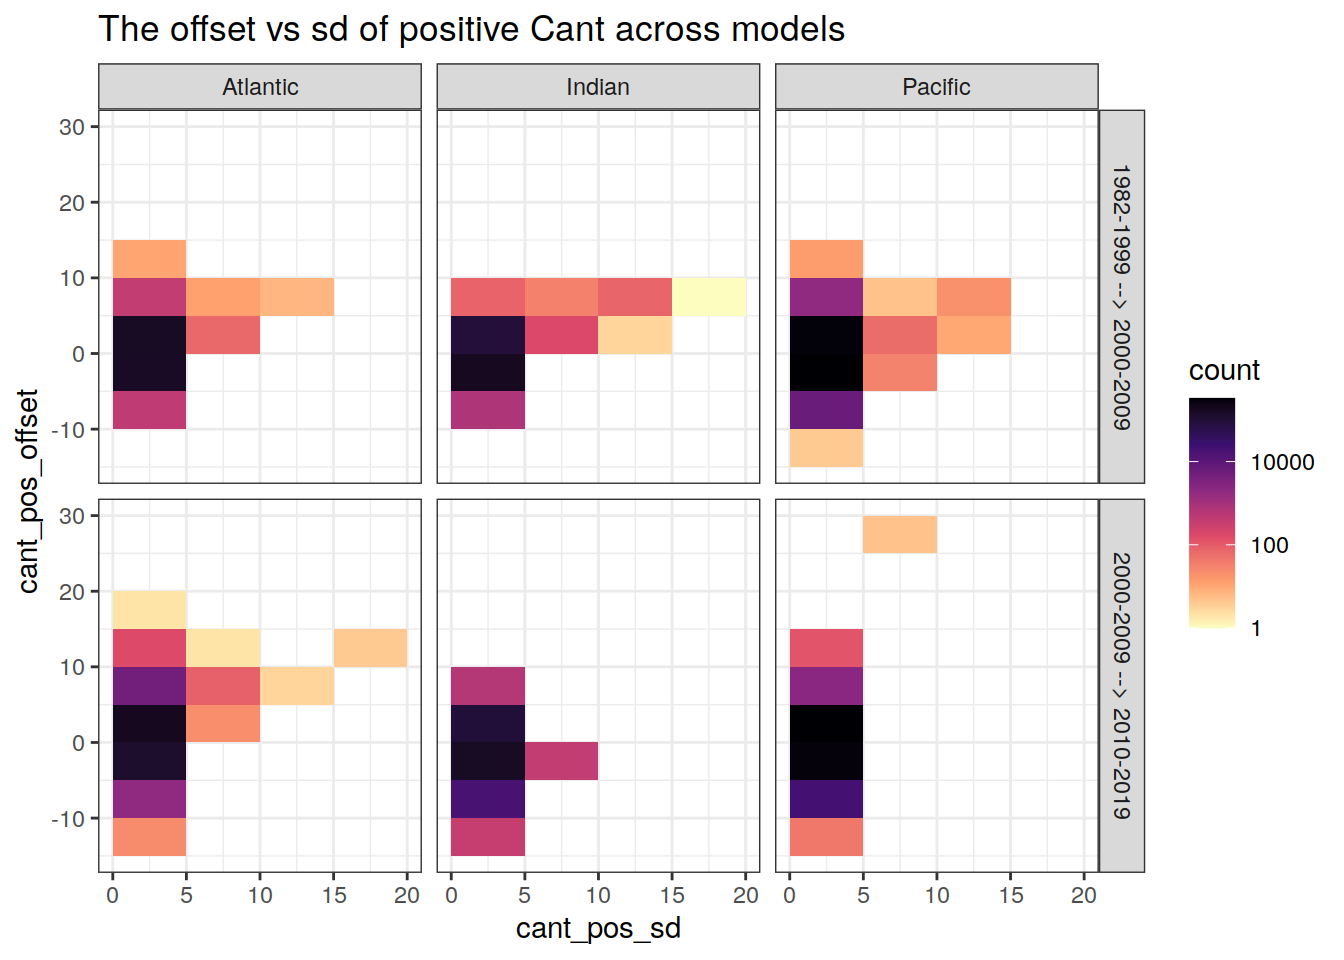 The offset vs sd of positive Cant across models
Atlantic
Indian
Pacific
30
20
10
0
-10
1982-1999 --> 2000-2009
30
20
10
0
-10
2000-2009 --> 2010-2019
0 5 10 15 20
0 5 10 15 20
0 5 10 15 20
cant_pos_sd
cant_pos_offset
count
10000
100
1